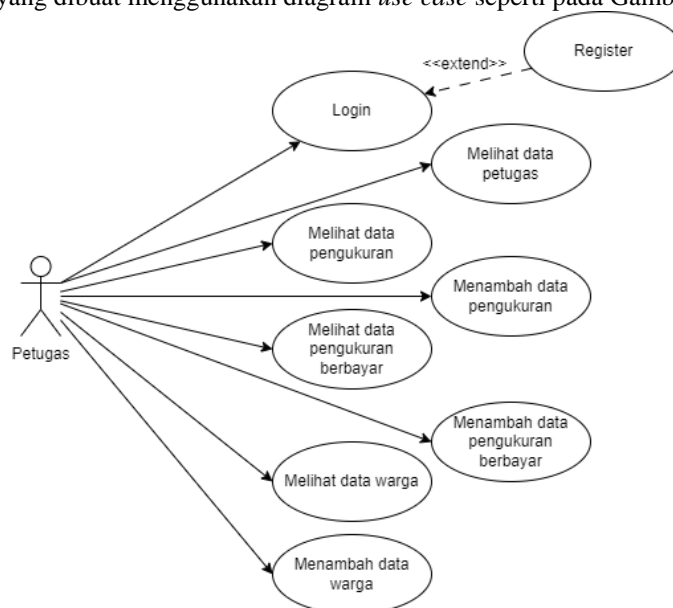 yang dibuat menggunakan diagram use case seperti pada Gamb
Register
<<extend>>
Login
Melihat data
petugas
Melihat data
pengukuran
Menambah data
pengukuran
Petugas
Melihat data
pengukuran
berbayar
Menambah data
pengukuran
berbayar
Melihat data warga
Menambah data
warga